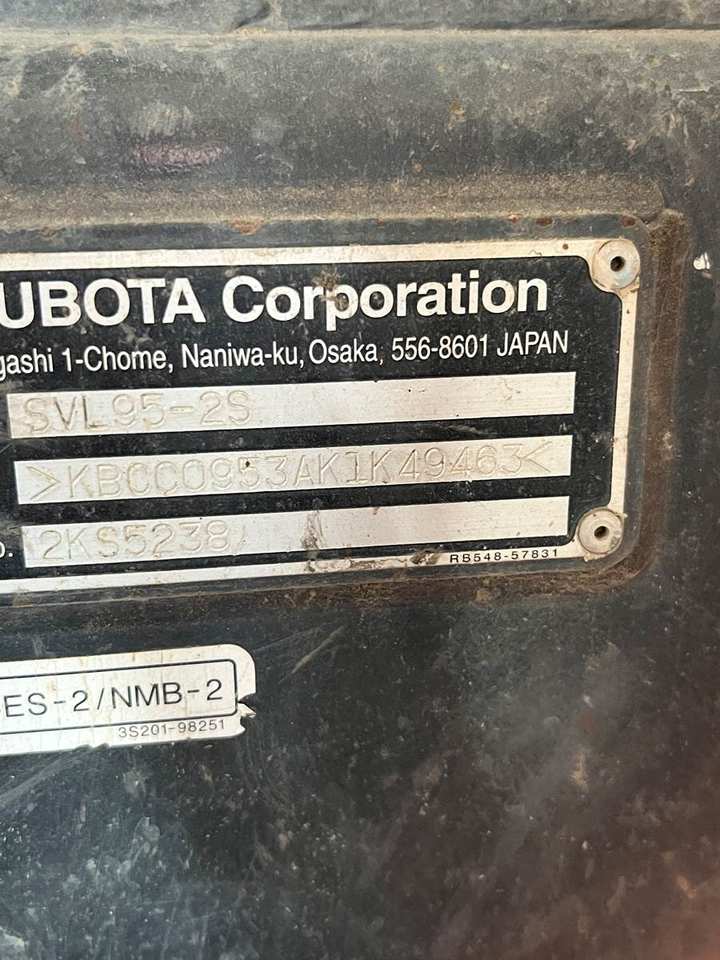 UBOTA Corporation
gashi 1-Chome, Naniwa-ku, Osaka, 556-8601 JAPAN
SVL95-2S
>KBCC0953AK1K49463<
o. 2KS5238
RB548-57831
ES-2/NMB-2
3S201-98251